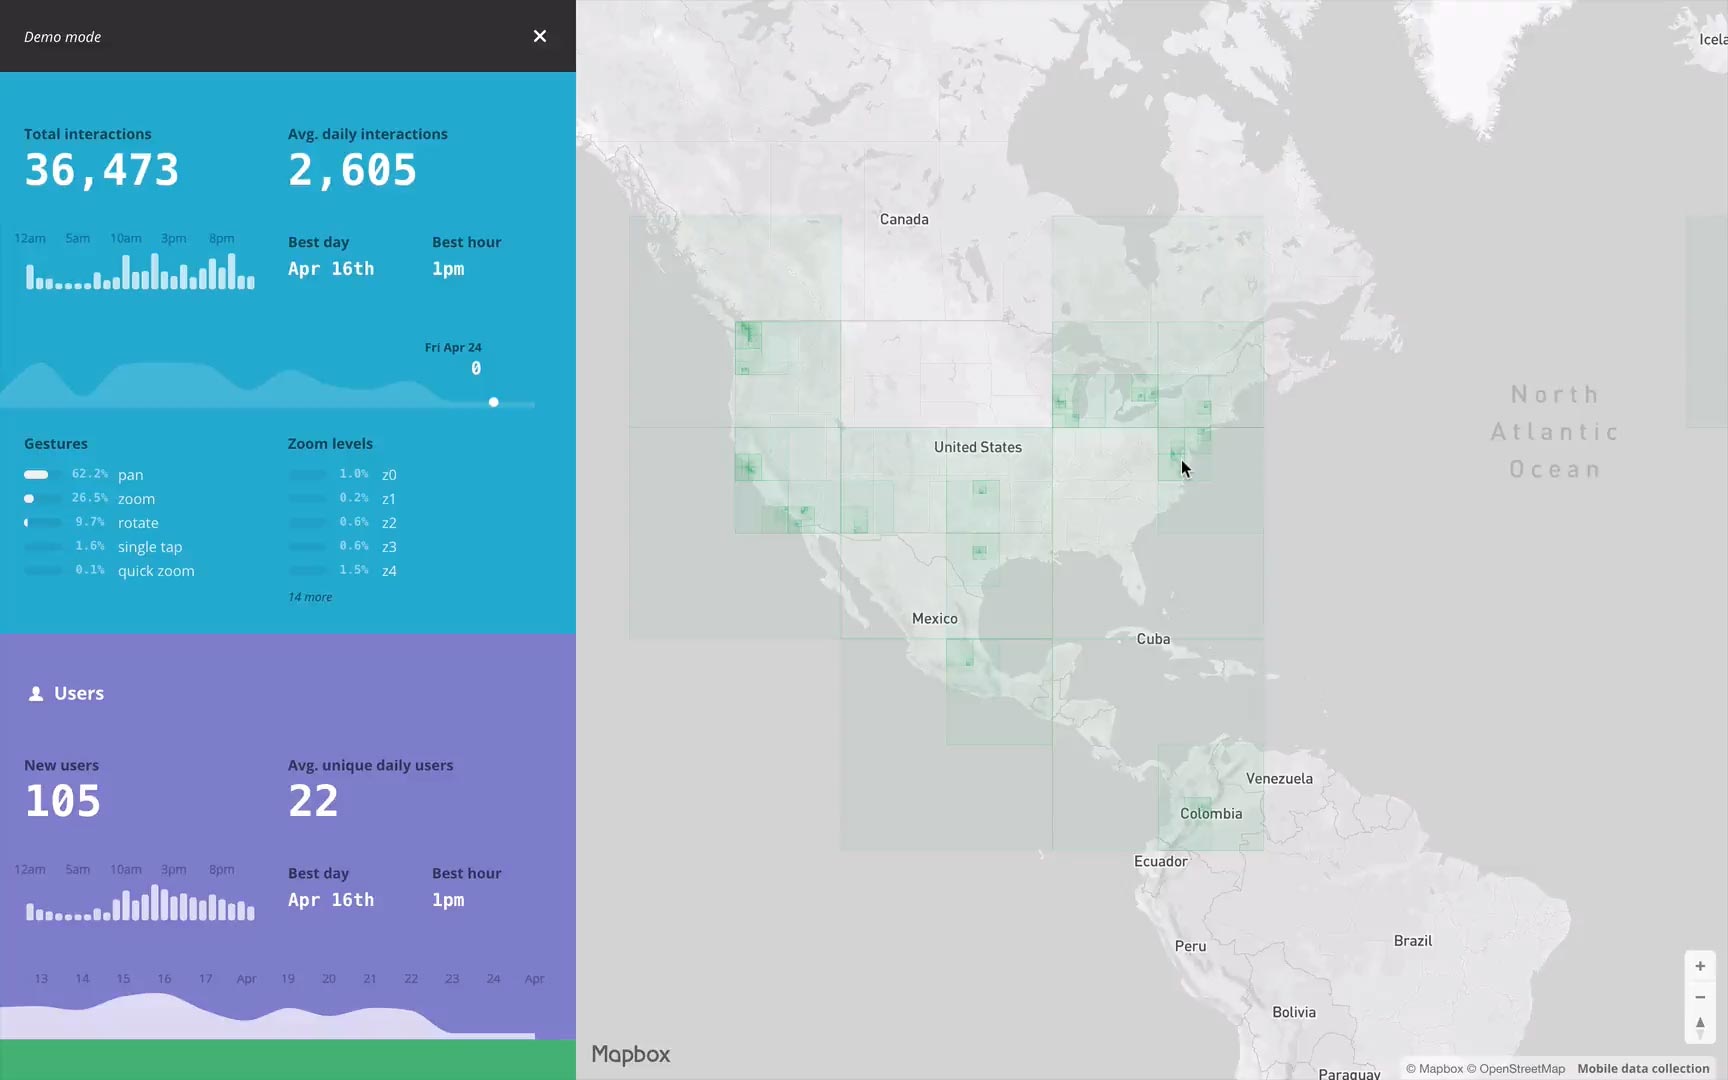 Demo mode
Total interactions
36,473
Avg. daily interactions
2,605
12am 5am 10am 3pm 8pm
Best day
Apr 16th
Best hour
1pm
Fri Apr 24
0
Gestures
62.2% pan
26.5% zoom
9.7% rotate
1.6% single tap
0.1% quick zoom
Zoom levels
1.0% z0
0.2% z1
0.6% z2
0.6% z3
1.5% z4
14 more
Users
New users
105
Avg. unique daily users
22
12am 5am 10am 3pm 8pm
Best day
Apr 16th
Best hour
1pm
13 14 15 16 17 Apr 19 20 21 22 23 24 Apr
Icela
Canada
United States
North
Atlantic
Ocean
Mexico
Cuba
Venezuela
Colombia
Ecuador
Peru
Brazil
Bolivia
Paraguay
Mapbox
© Mapbox © OpenStreetMap Mobile data collection